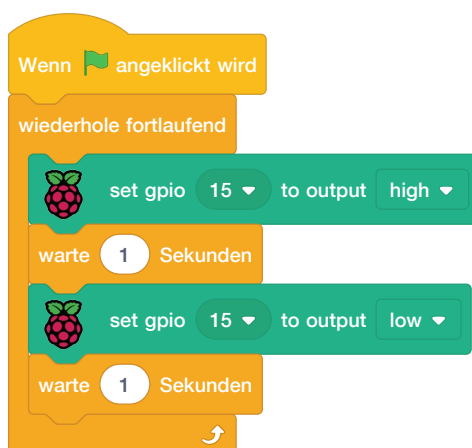 Wenn angeklickt wird
wiederhole fortlaufend
set gpio 15 to output high
warte 1 Sekunden
set gpio 15 to output low
warte 1 Sekunden